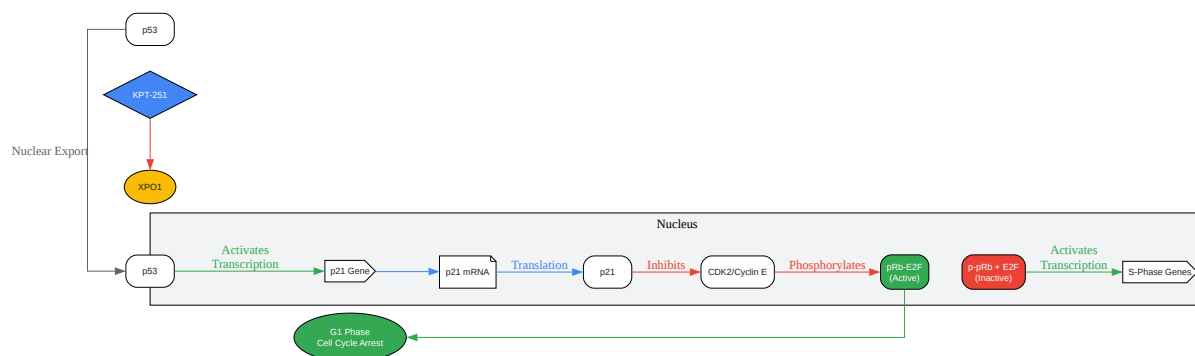 p53
KPT-251
Nuclear Export
XPO1
Nucleus
p53
Activates
Transcription
p21 Gene
p21 mRNA
Translation
p21
Inhibits
CDK2/Cyclin E
Phosphorylates
pRb-E2F
(Active)
p-pRb + E2F
(Inactive)
Activates
Transcription
S-Phase Genes
G1 Phase
Cell Cycle Arrest